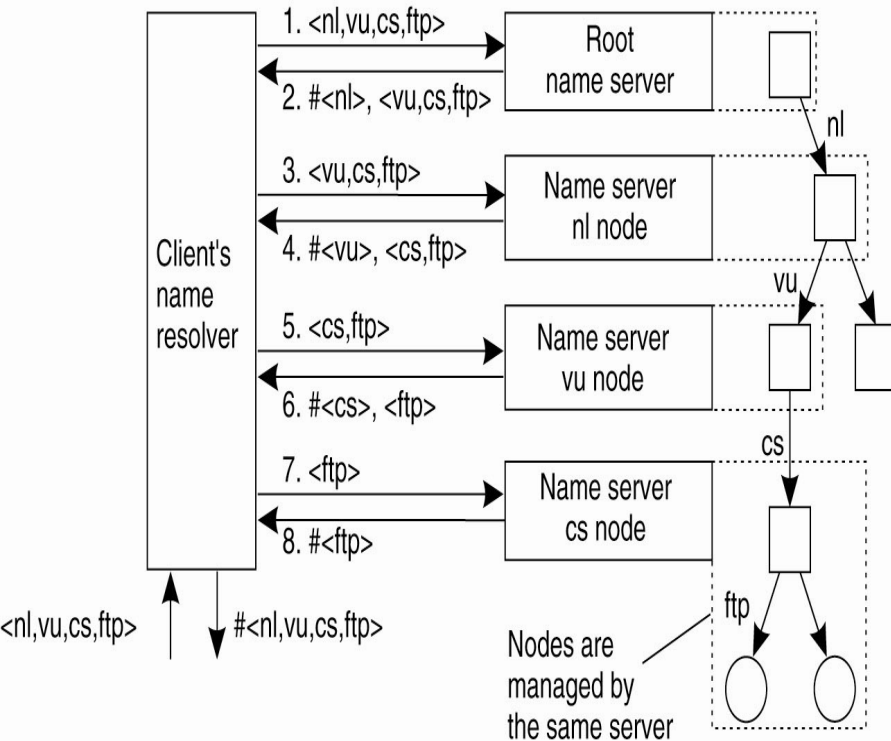 1. <nl,vu,cs,ftp>
Root
name server
2. #<nl>, <vu,cs,ftp>
nl
3. <vu,cs,ftp>
Name server
nl node
4. #<vu>, <cs,ftp>
Client's
name
resolver
vu
5. <cs,ftp>
Name server
vu node
6. #<cs>, <ftp>
cs
7. <ftp>
Name server
cs node
8. #<ftp>
<nl,vu,cs,ftp>
#<nl,vu,cs,ftp>
ftp
Nodes are
managed by
the same server